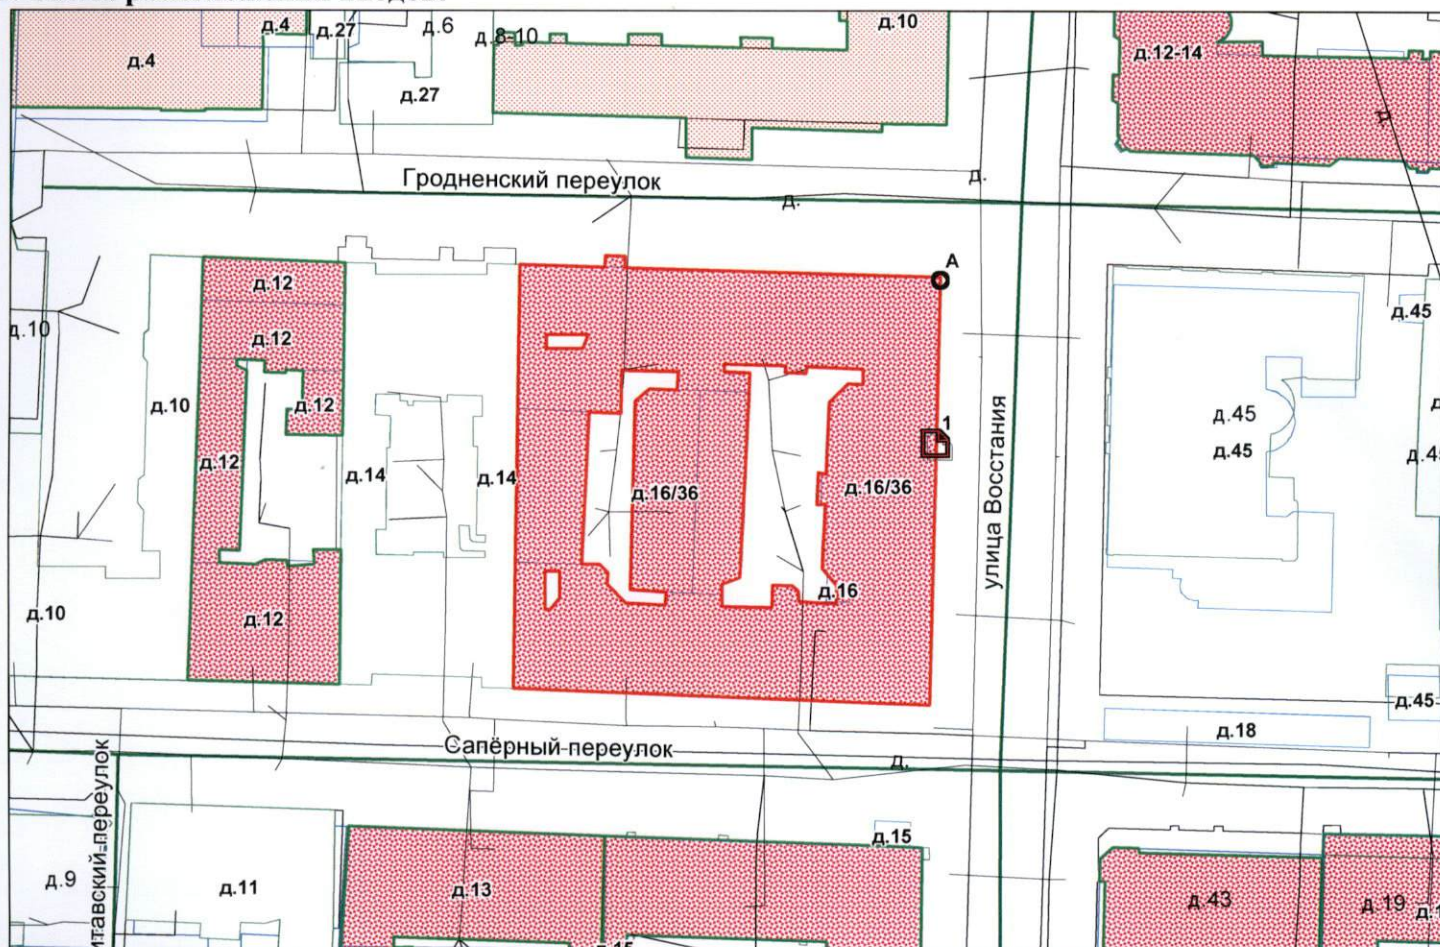 д.4
д.27
д.6
д.8-10
д.10
д.4
д.12-14
д.27
Гродненский переулок
д.
д.
А
д.12
д.10
д.12
д.45
д.10
д.12
д.45
1
д.45
д.12
д.14
д.14
д.16/36
д.16/36
улица Восстания
д.16
д.10
д.12
д.45
д.18
Сапёрный переулок
д.
д.15
д.9
д.11
д.13
д.43
д.19